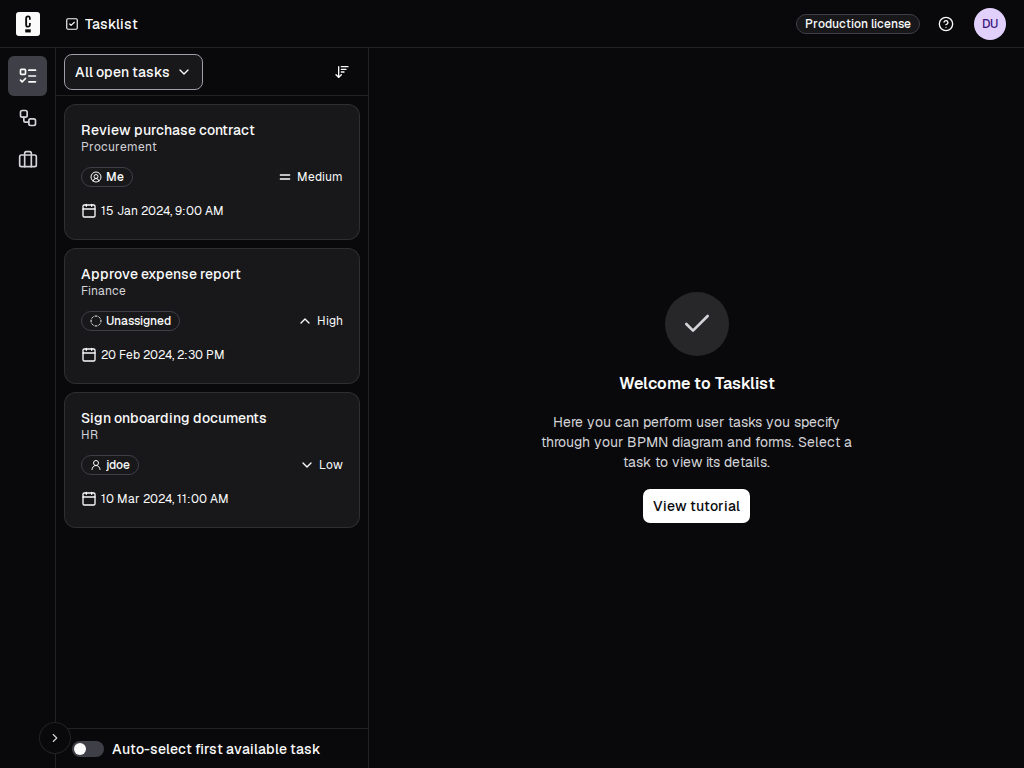 Tasklist
Production license
DU
All open tasks
Review purchase contract
Procurement
Me
Medium
15 Jan 2024, 9:00 AM
Approve expense report
Finance
Unassigned
High
20 Feb 2024, 2:30 PM
Sign onboarding documents
HR
jdoe
Low
10 Mar 2024, 11:00 AM
Auto-select first available task
Welcome to Tasklist
Here you can perform user tasks you specify
through your BPMN diagram and forms. Select a
task to view its details.
View tutorial